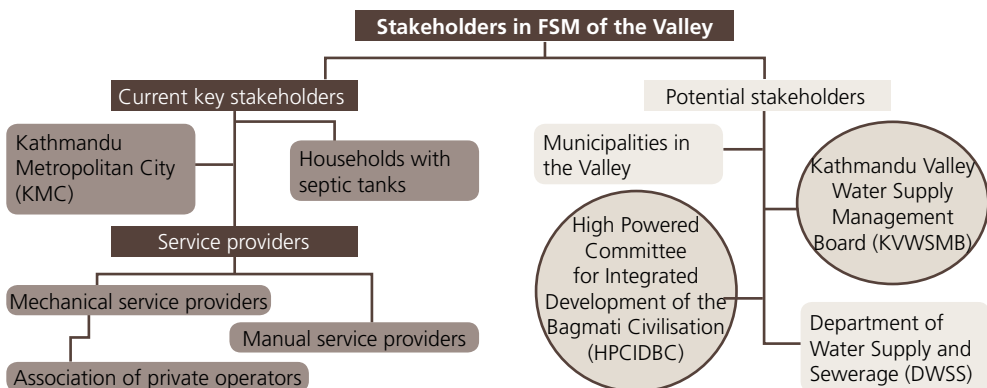 Stakeholders in FSM of the Valley
Current key stakeholders
Kathmandu
Metropolitan City
(KMC)
Households with
septic tanks
Service providers
Mechanical service providers
Manual service providers
Association of private operators
Potential stakeholders
Municipalities in
the Valley
Kathmandu Valley
Water Supply
Management
Board (KVWSMB)
High Powered
Committee
for Integrated
Development of the
Bagmati Civilisation
(HPCIDBC)
Department of
Water Supply and
Sewerage (DWSS)